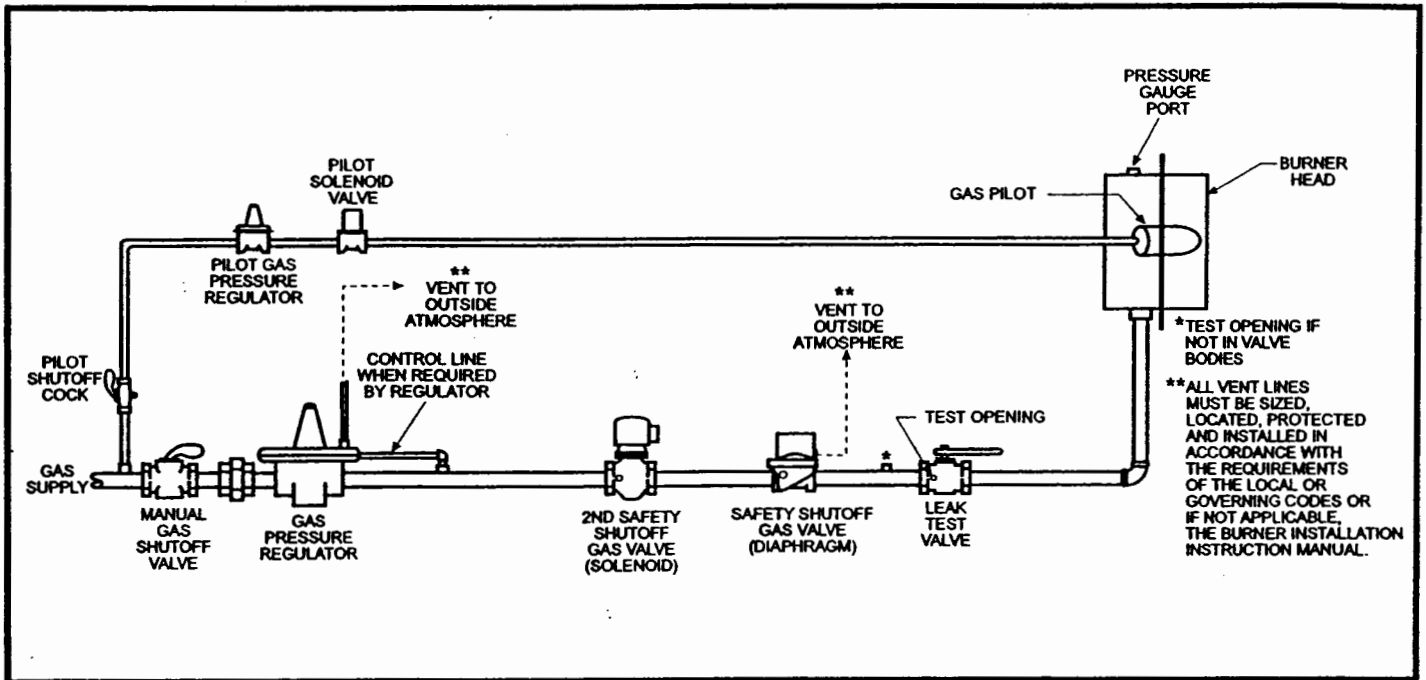 PRESSURE
GAUGE
PORT
BURNER
HEAD
GAS PILOT
PILOT
SOLENOID
VALVE
PILOT GAS
PRESSURE
REGULATOR
**
VENT TO
OUTSIDE
ATMOSPHERE
**
VENT TO
OUTSIDE
ATMOSPHERE
PILOT
SHUTOFF
COCK
CONTROL LINE
WHEN REQUIRED
BY REGULATOR
TEST OPENING
*
GAS
SUPPLY
MANUAL
GAS
SHUTOFF
VALVE
GAS
PRESSURE
REGULATOR
2ND SAFETY
SHUTOFF
GAS VALVE
(SOLENOID)
SAFETY SHUTOFF
GAS VALVE
(DIAPHRAGM)
LEAK
TEST
VALVE
*TEST OPENING IF
NOT IN VALVE
BODIES
**ALL VENT LINES
MUST BE SIZED,
LOCATED, PROTECTED
AND INSTALLED IN
ACCORDANCE WITH
THE REQUIREMENTS
OF THE LOCAL OR
GOVERNING CODES OR
IF NOT APPLICABLE,
THE BURNER INSTALLATION
INSTRUCTION MANUAL.